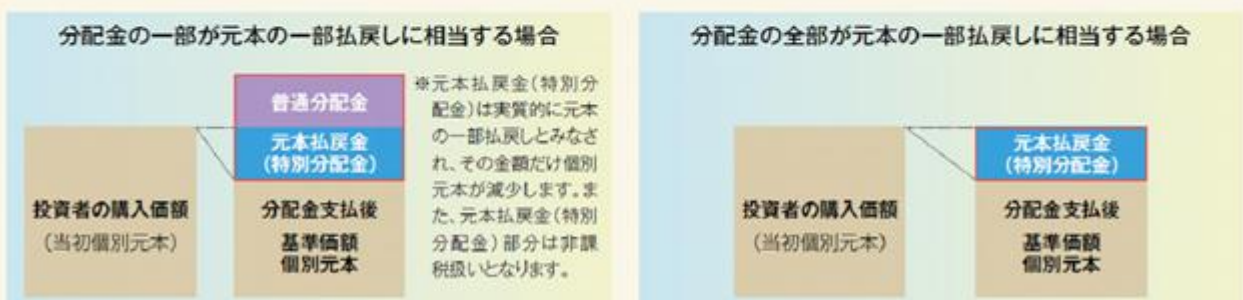 分配金の一部が元本の一部払戻しに相当する場合
普通分配金
元本払戻金
(特別分配金)
投資者の購入価額
(当初個別元本)
分配金支払後
基準価額
個別元本
※元本払戻金(特別分
配金)は実質的に元本
の一部払戻しとみなさ
れ、その金額だけ個別
元本が減少します。ま
た、元本払戻金(特別
分配金)部分は非課
税扱いとなります。
分配金の全部が元本の一部払戻しに相当する場合
元本払戻金
(特別分配金)
投資者の購入価額
(当初個別元本)
分配金支払後
基準価額
個別元本